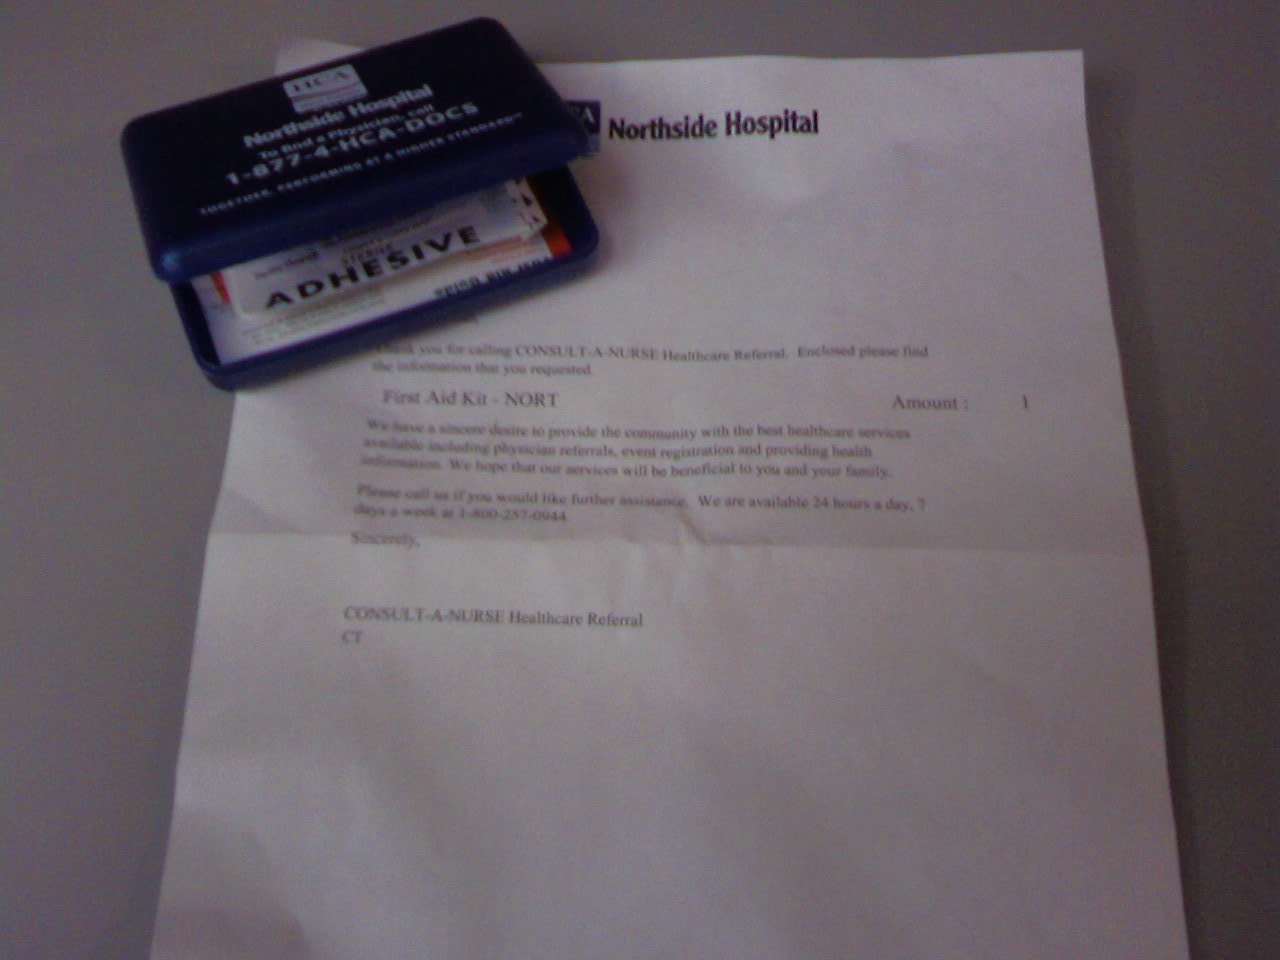 HCA
Northside Hospital
To find a Physician, call
1-877-4-HCA-DOCS
TOGETHER, PERFORMING AT A HIGHER STANDARD
STERILE
ADHESIVE
Northside Hospital
Thank you for calling CONSULT-A-NURSE Healthcare Referral. Enclosed please find
the information that you requested
First Aid Kit - NORT Amount : 1
We have a sincere desire to provide the community with the best healthcare services
available including physician referrals, event registration and providing health
information. We hope that our services will be beneficial to you and your family.
Please call us if you would like further assistance. We are available 24 hours a day, 7
days a week at 1-800-257-0944.
Sincerely,
CONSULT-A-NURSE Healthcare Referral
CT